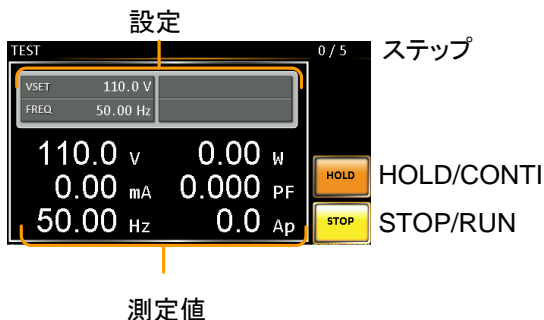 設定
TEST
0 / 5
ステップ
VSET 110.0 V
FREQ 50.00 Hz
110.0 V 0.00 W
0.00 mA 0.000 PF
50.00 Hz 0.0 Ap
HOLD
HOLD/CONTI
STOP
STOP/RUN
測定値